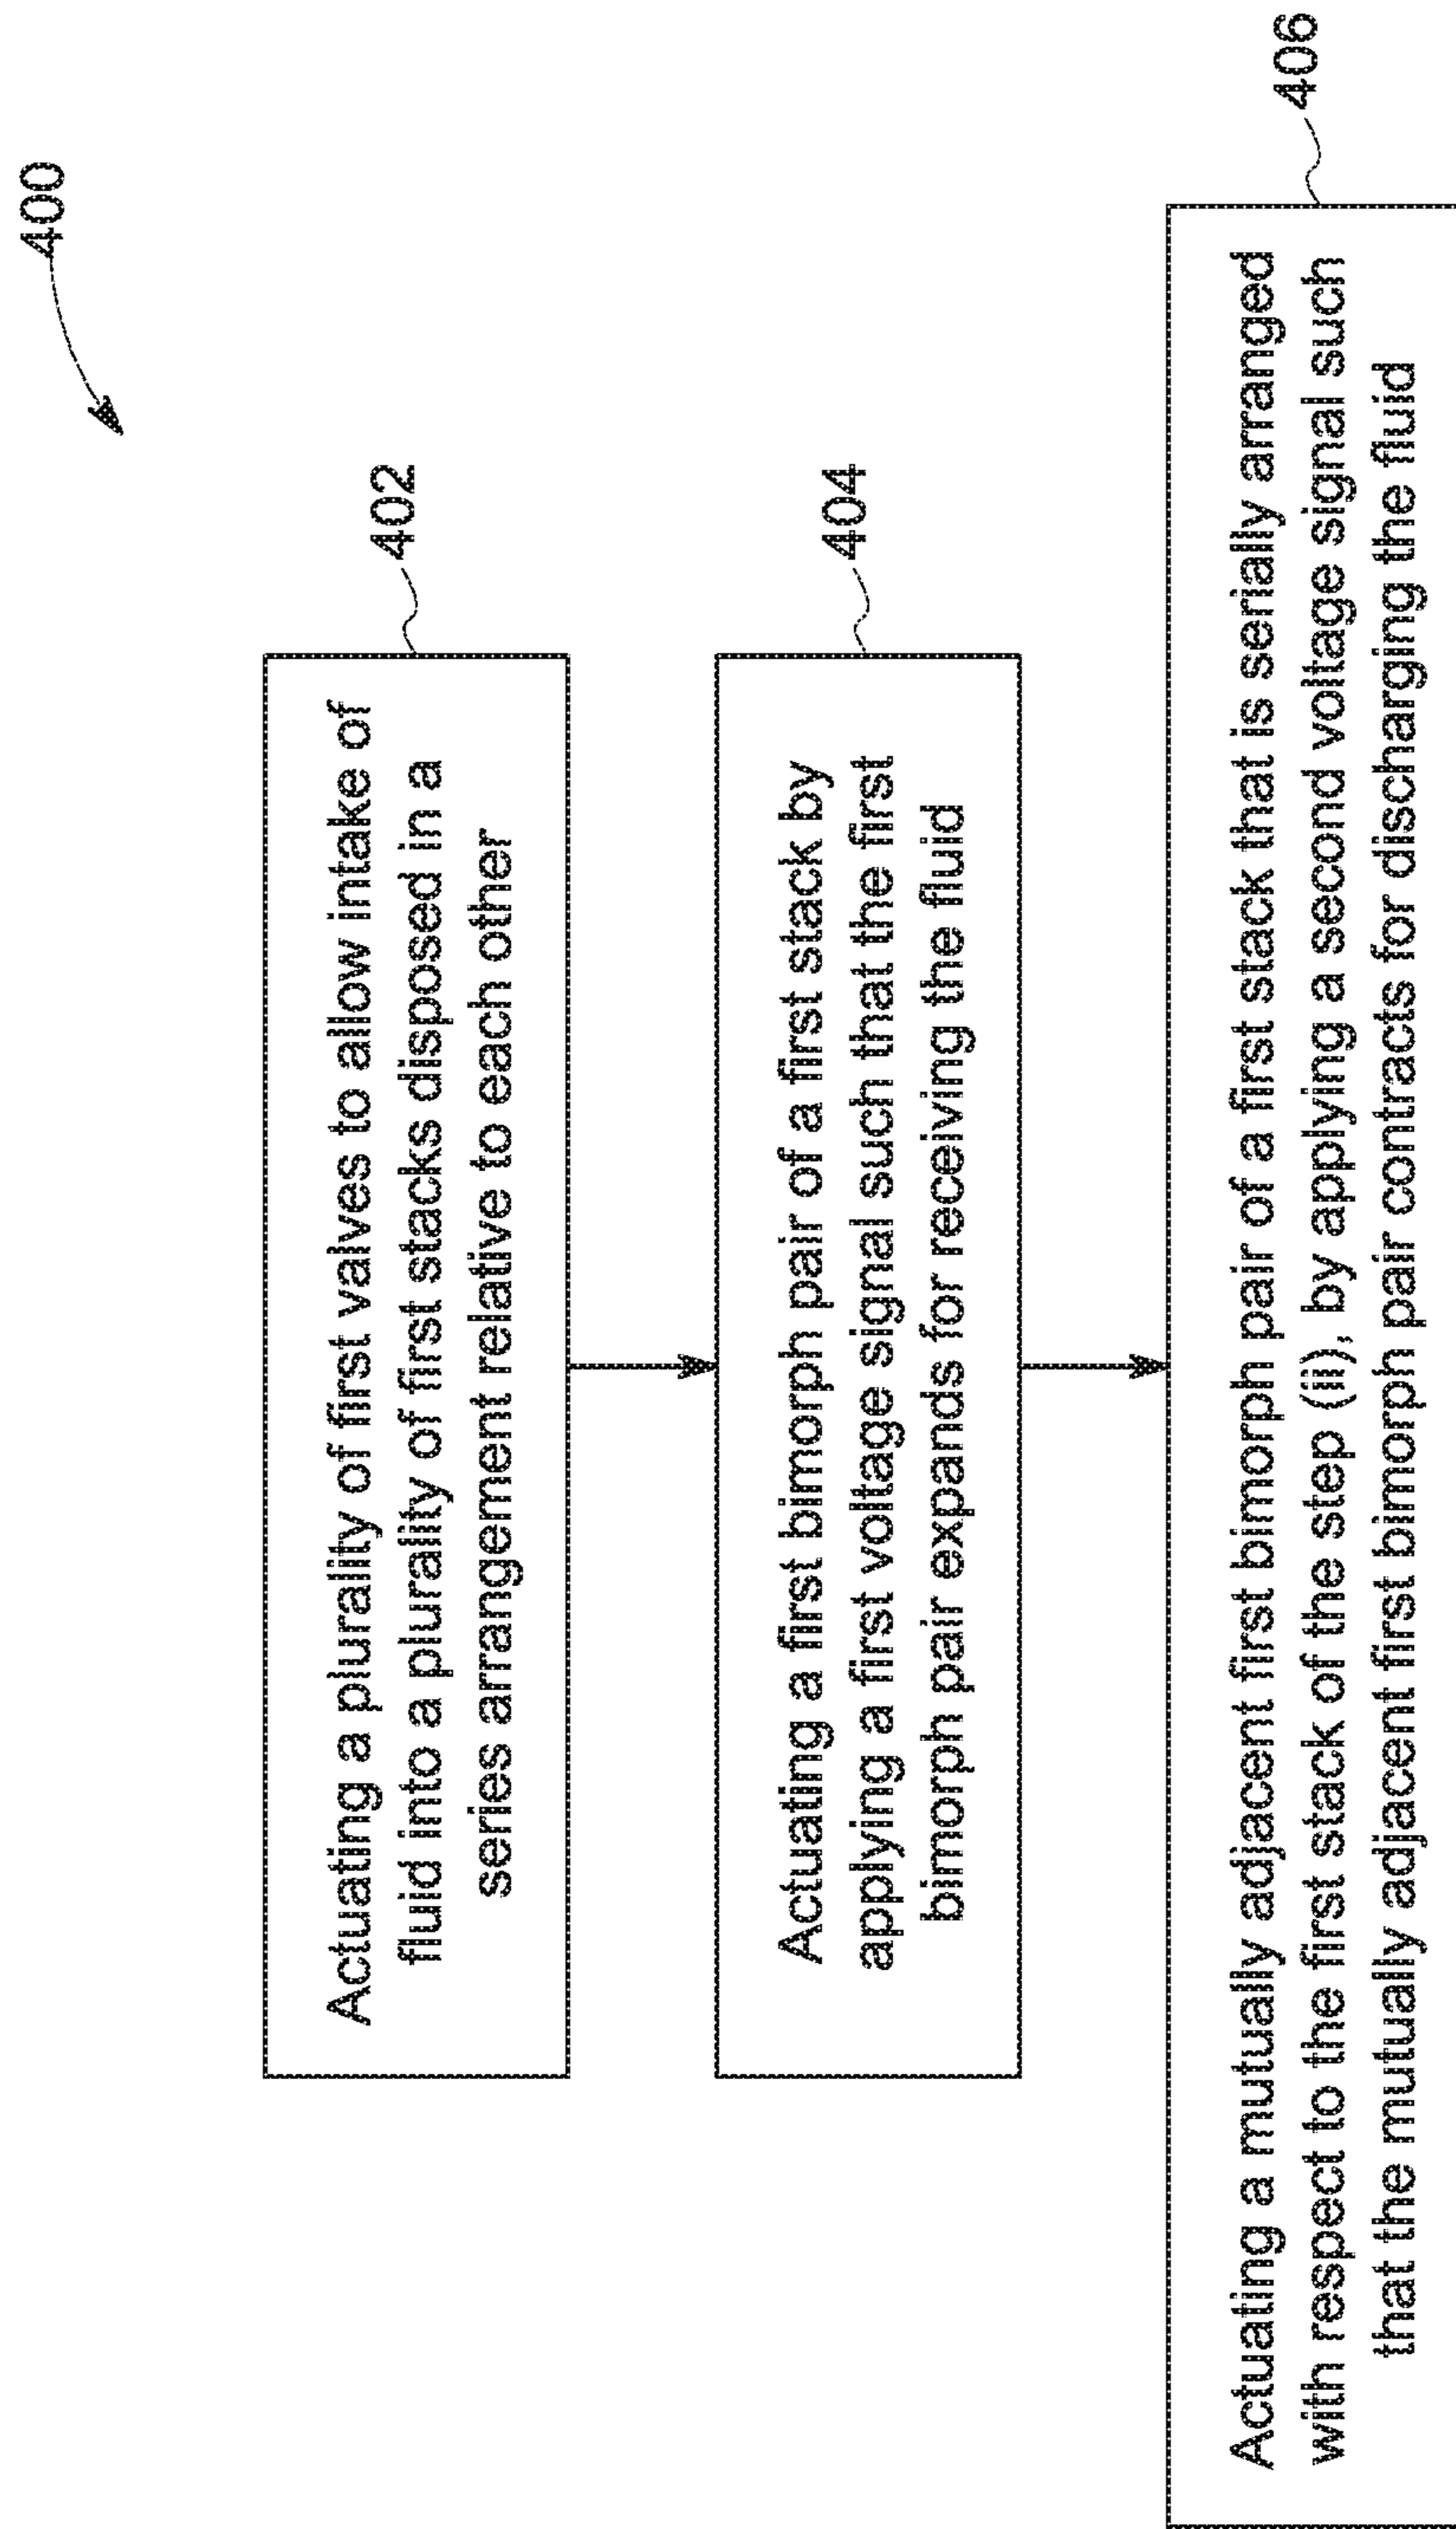 400
402
Actuating a plurality of first valves to allow intake of
fluid into a plurality of first stacks disposed in a
series arrangement relative to each other
404
Actuating a first bimorph pair of a first stack by
applying a first voltage signal such that the first
bimorph pair expands for receiving the fluid
406
Actuating a mutually adjacent first bimorph pair of a first stack that is serially arranged
with respect to the first stack of the step (ii), by applying a second voltage signal such
that the mutually adjacent first bimorph pair contracts for discharging the fluid